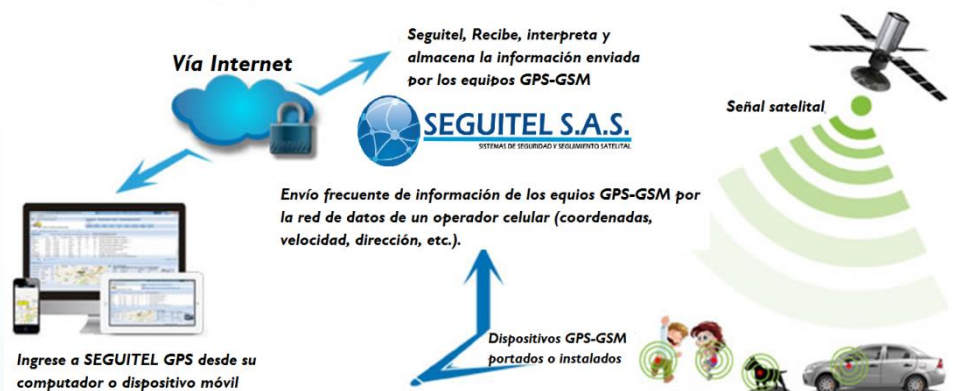 Vía Internet
Seguitel, Recibe, interpreta y
almacena la información enviada
por los equipos GPS-GSM
SEGUITEL S.A.S.
SISTEMAS DE SEGURIDAD Y SEGUIMIENTO SATELITAL
Señal satelital
Envío frecuente de información de los equios GPS-GSM por
la red de datos de un operador celular (coordenadas,
velocidad, dirección, etc.).
Dispositivos GPS-GSM
portados o instalados
Ingrese a SEGUITEL GPS desde su
computador o dispositivo móvil